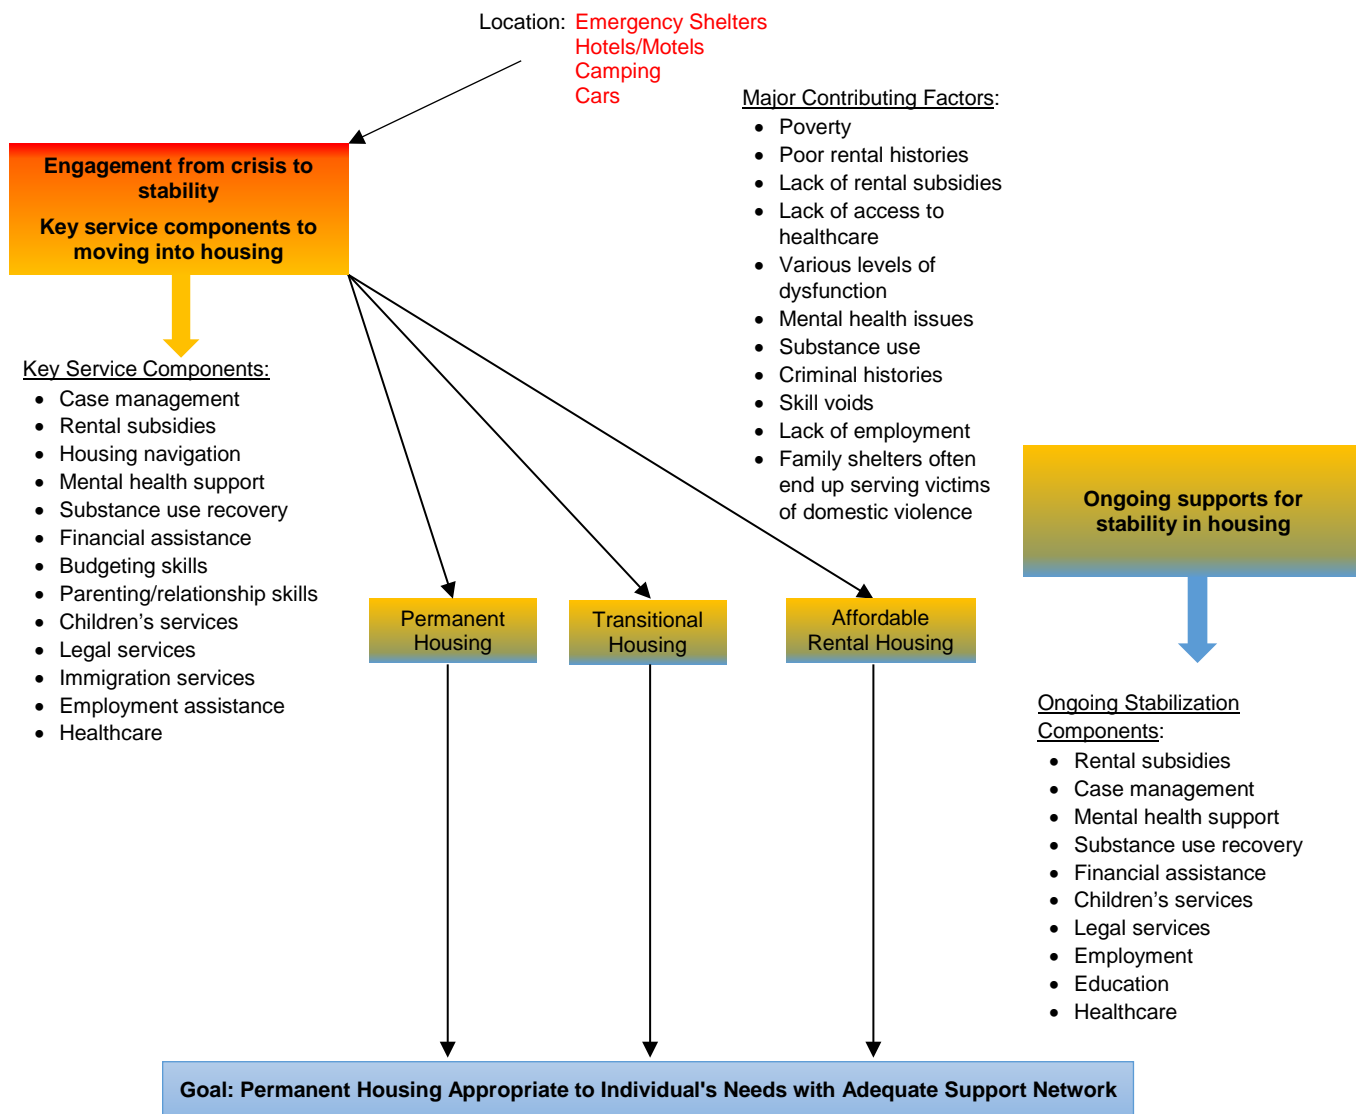 Location: Emergency Shelters
Hotels/Motels
Camping
Cars
Major Contributing Factors:
• Poverty
• Poor rental histories
• Lack of rental subsidies
• Lack of access to
healthcare
• Various levels of
dysfunction
• Mental health issues
• Substance use
• Criminal histories
• Skill voids
• Lack of employment
• Family shelters often
end up serving victims
of domestic violence
Engagement from crisis to
stability
Key service components to
moving into housing
Key Service Components:
• Case management
• Rental subsidies
• Housing navigation
• Mental health support
• Substance use recovery
• Financial assistance
• Budgeting skills
• Parenting/relationship skills
• Children’s services
• Legal services
• Immigration services
• Employment assistance
• Healthcare
Permanent
Housing
Transitional
Housing
Affordable
Rental Housing
Ongoing supports for
stability in housing
Ongoing Stabilization
Components:
• Rental subsidies
• Case management
• Mental health support
• Substance use recovery
• Financial assistance
• Children’s services
• Legal services
• Employment
• Education
• Healthcare
Goal: Permanent Housing Appropriate to Individual's Needs with Adequate Support Network